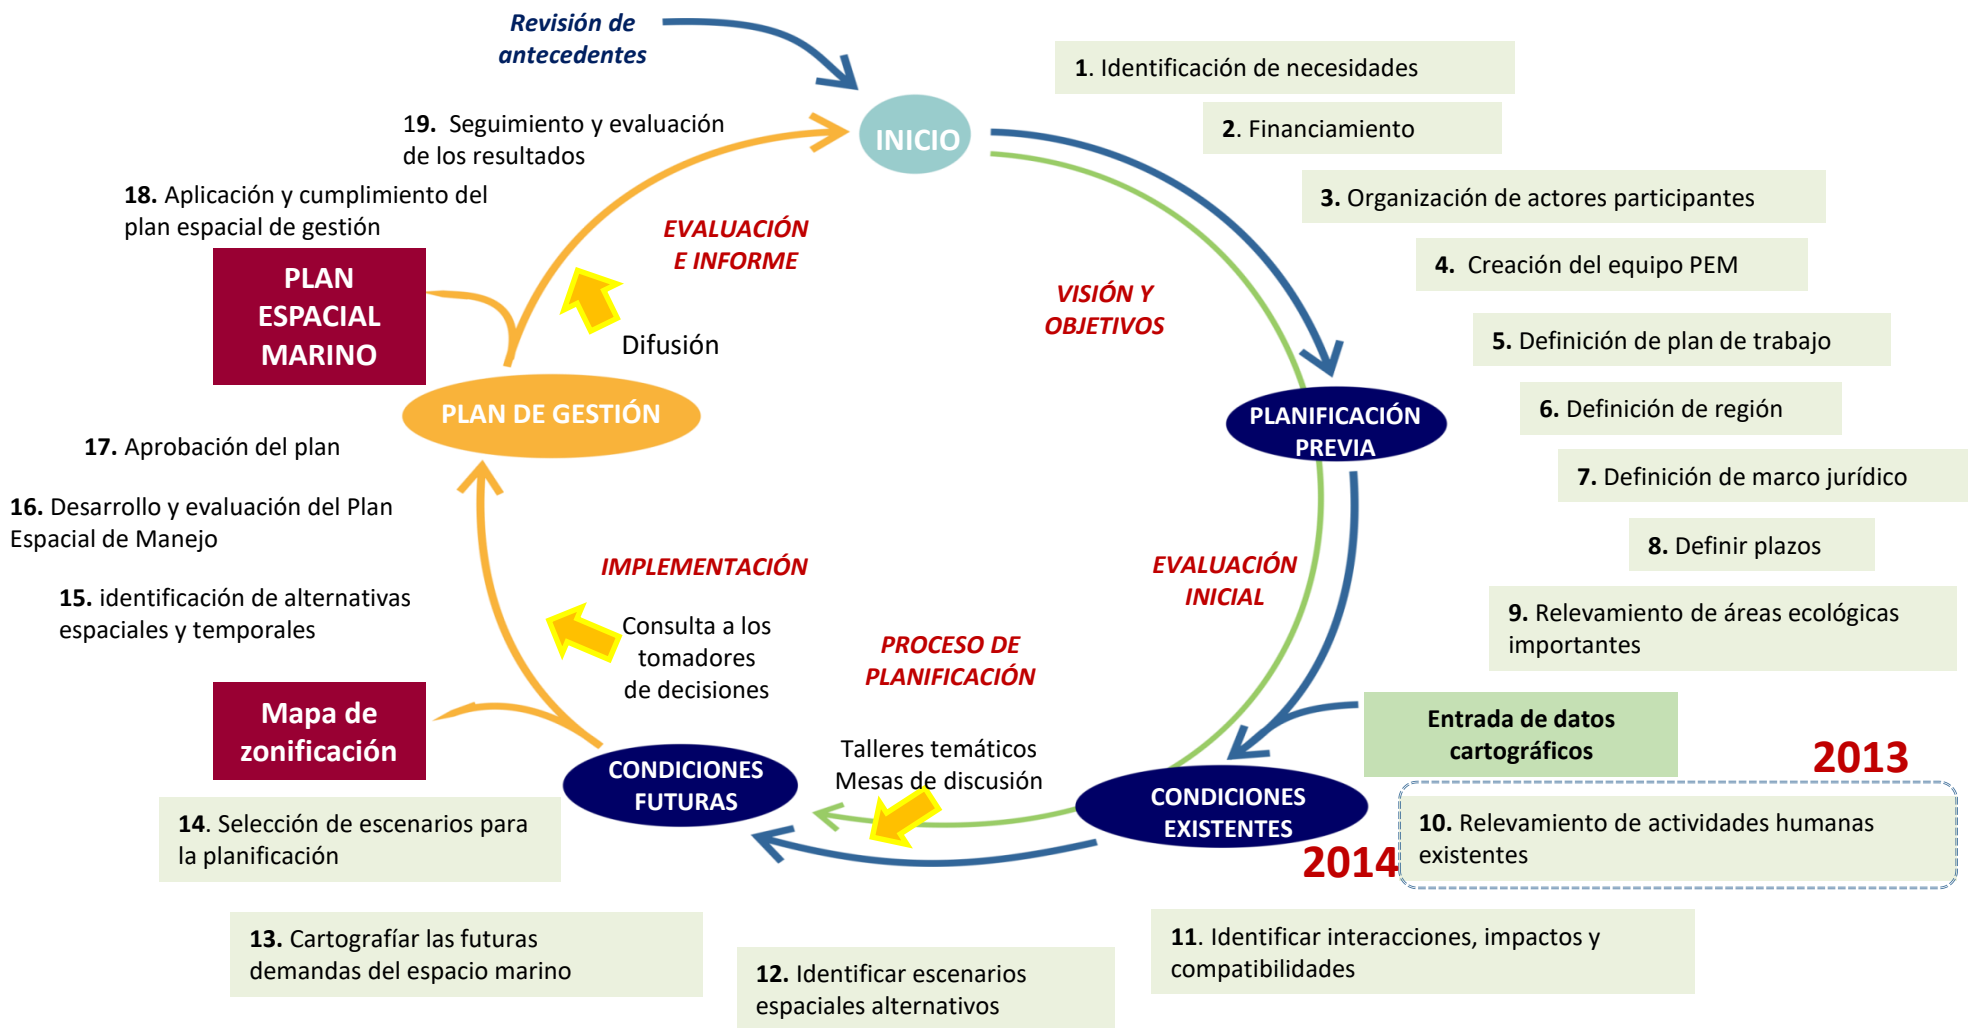 Revisión de
antecedentes
INICIO
1. Identificación de necesidades
2. Financiamiento
3. Organización de actores participantes
4. Creación del equipo PEM
5. Definición de plan de trabajo
6. Definición de región
7. Definición de marco jurídico
8. Definir plazos
9. Relevamiento de áreas ecológicas
importantes
VISIÓN Y
OBJETIVOS
PLANIFICACIÓN
PREVIA
EVALUACIÓN
INICIAL
Entrada de datos
cartográficos
2013
10. Relevamiento de actividades humanas
existentes
2014
CONDICIONES
EXISTENTES
11. Identificar interacciones, impactos y
compatibilidades
PROCESO DE
PLANIFICACIÓN
Talleres temáticos
Mesas de discusión
12. Identificar escenarios
espaciales alternativos
13. Cartografíar las futuras
demandas del espacio marino
14. Selección de escenarios para
la planificación
CONDICIONES
FUTURAS
Mapa de
zonificación
IMPLEMENTACIÓN
Consulta a los
tomadores
de decisiones
15. identificación de alternativas
espaciales y temporales
16. Desarrollo y evaluación del Plan
Espacial de Manejo
17. Aprobación del plan
PLAN DE GESTIÓN
PLAN
ESPACIAL
MARINO
Difusión
EVALUACIÓN
E INFORME
18. Aplicación y cumplimiento del
plan espacial de gestión
19. Seguimiento y evaluación
de los resultados